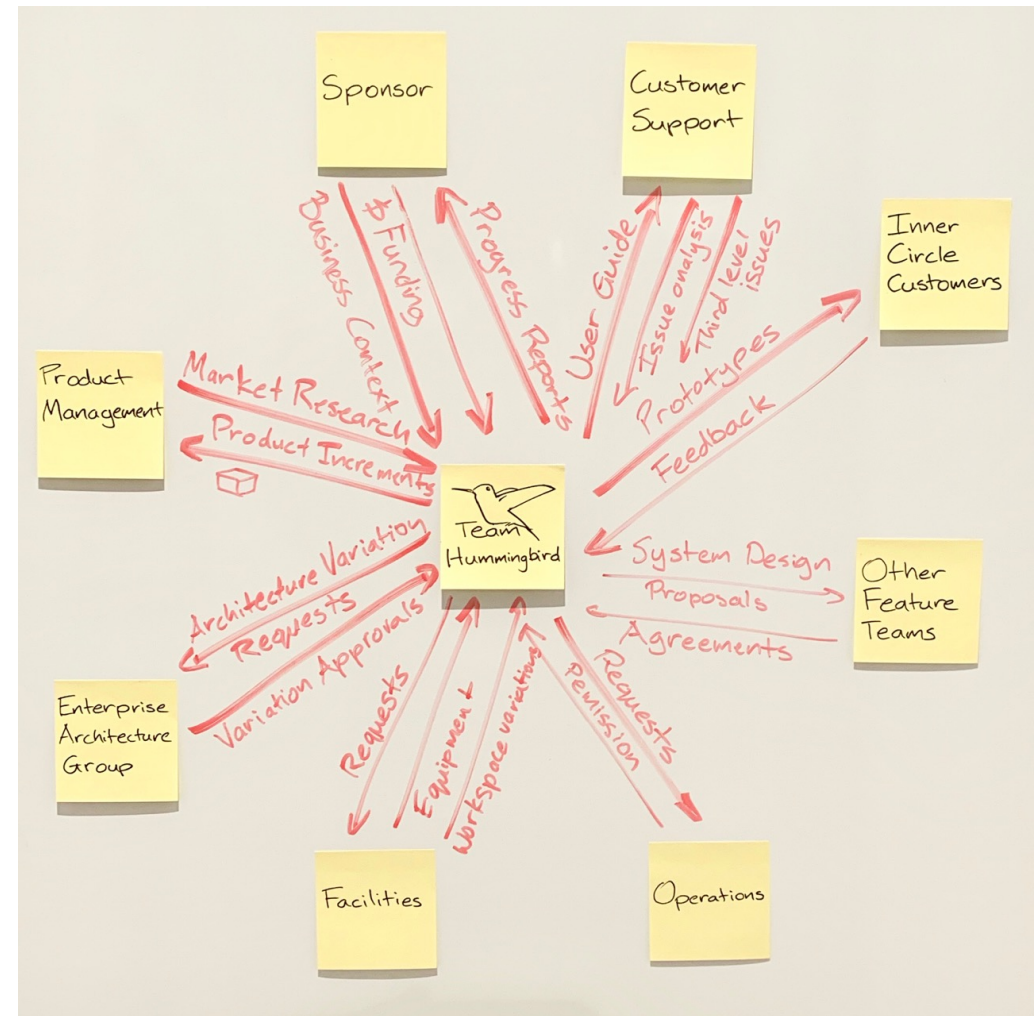 Sponsor
Customer
Support
Inner
Circle
Customers
Business Context
$ Funding
Progress Reports
User Guide
Issue analysis
Third level
issues
Prototypes
Feedback
Product
Management
Market Research
Product Increments
Team
Hummingbird
Architecture Variation
Requests
Variation Approvals
System Design
Proposals
Agreements
Other
Feature
Teams
Enterprise
Architecture
Group
Requests
Equipment
Workspace variations
Requests
Pemission
Facilities
Operations